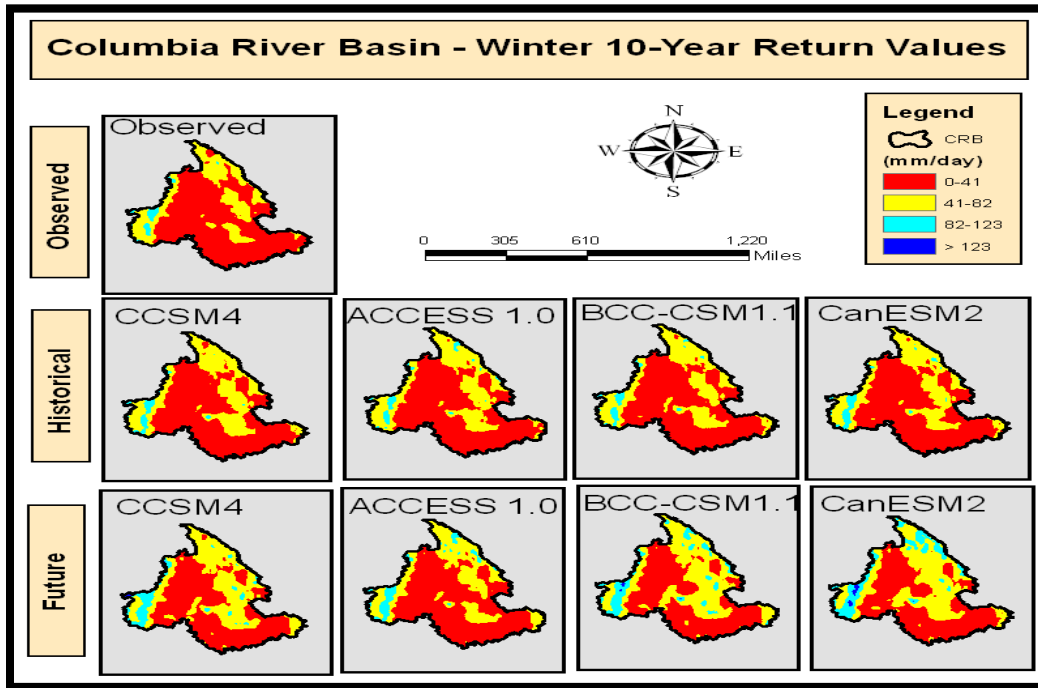 Columbia River Basin - Winter 10-Year Return Values
Observed
Observed
N
W E
S
0 305 610 1,220
Miles
Legend
CRB
(mm/day)
0-41
41-82
82-123
> 123
Historical
CCSM4
ACCESS 1.0
BCC-CSM1.1
CanESM2
Future
CCSM4
ACCESS 1.0
BCC-CSM1.1
CanESM2